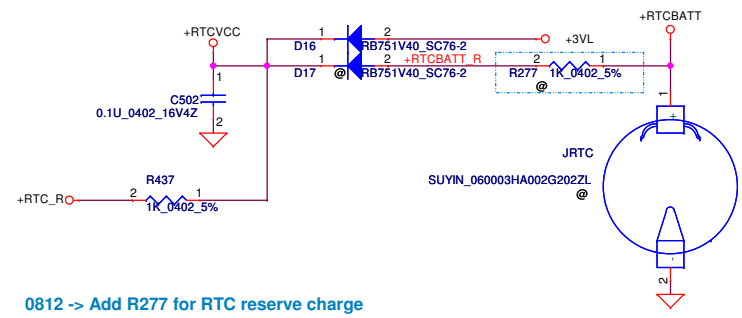 +RTCBATT
+RTCVCC
1
2
+3VL
D16
RB751V40_SC76-2
1
2
+RTCBATT_R
2
1
D17
@
RB751V40_SC76-2
R277
1K_0402_5%
@
1
C502
0.1U_0402_16V4Z
2
1
+
JRTC
SUYIN_060003HA002G202ZL
@
R437
+RTC_R
2
1
1K_0402_5%
-
2
0812 -> Add R277 for RTC reserve charge